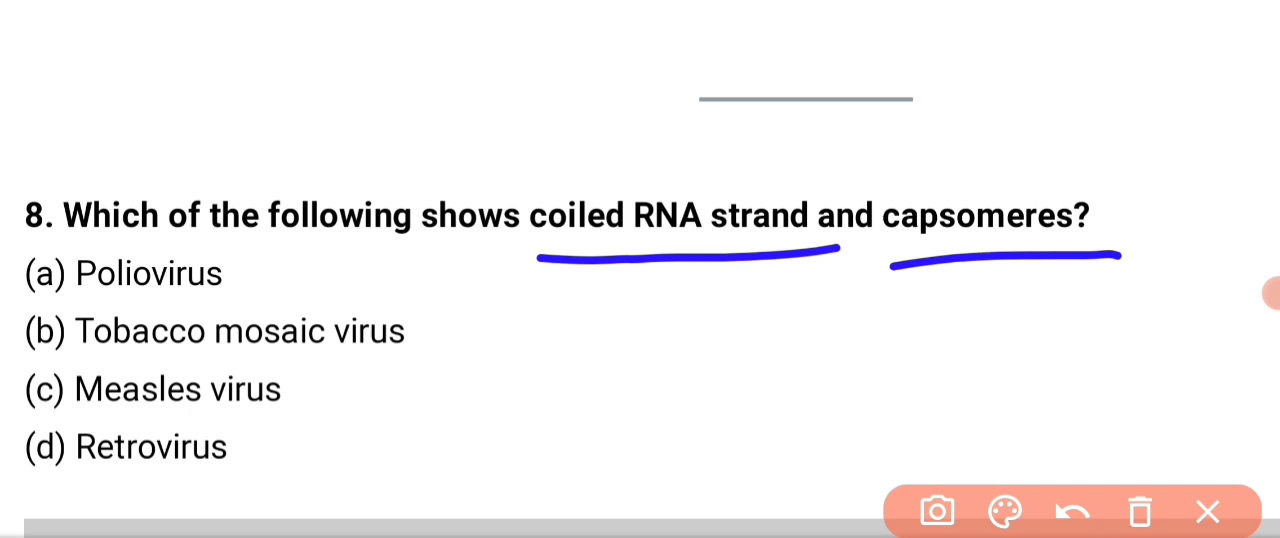 8. Which of the following shows coiled RNA strand and capsomeres?
(a) Poliovirus
(b) Tobacco mosaic virus
(c) Measles virus
(d) Retrovirus